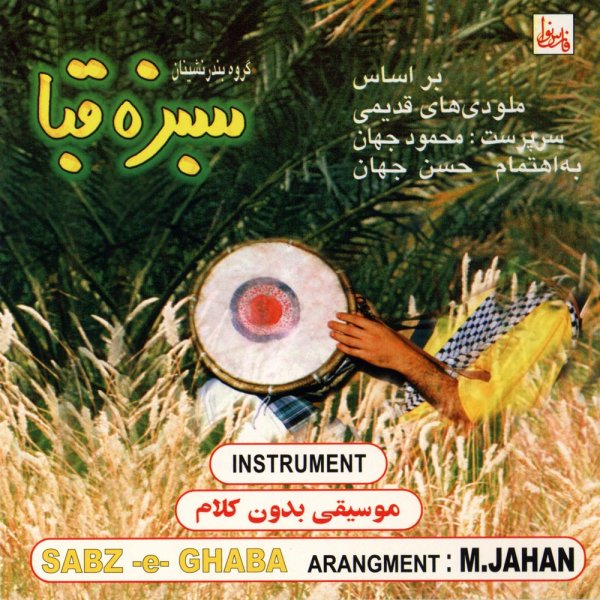 گروه بندرنشینان
سبزه قبا
بر اساس
ملودی‌های قدیمی
سرپرست : محمود جهان
به‌اهتمام حسن جهان
INSTRUMENT
موسیقی بدون کلام
SABZ -e- GHABA ARANGMENT : M.JAHAN